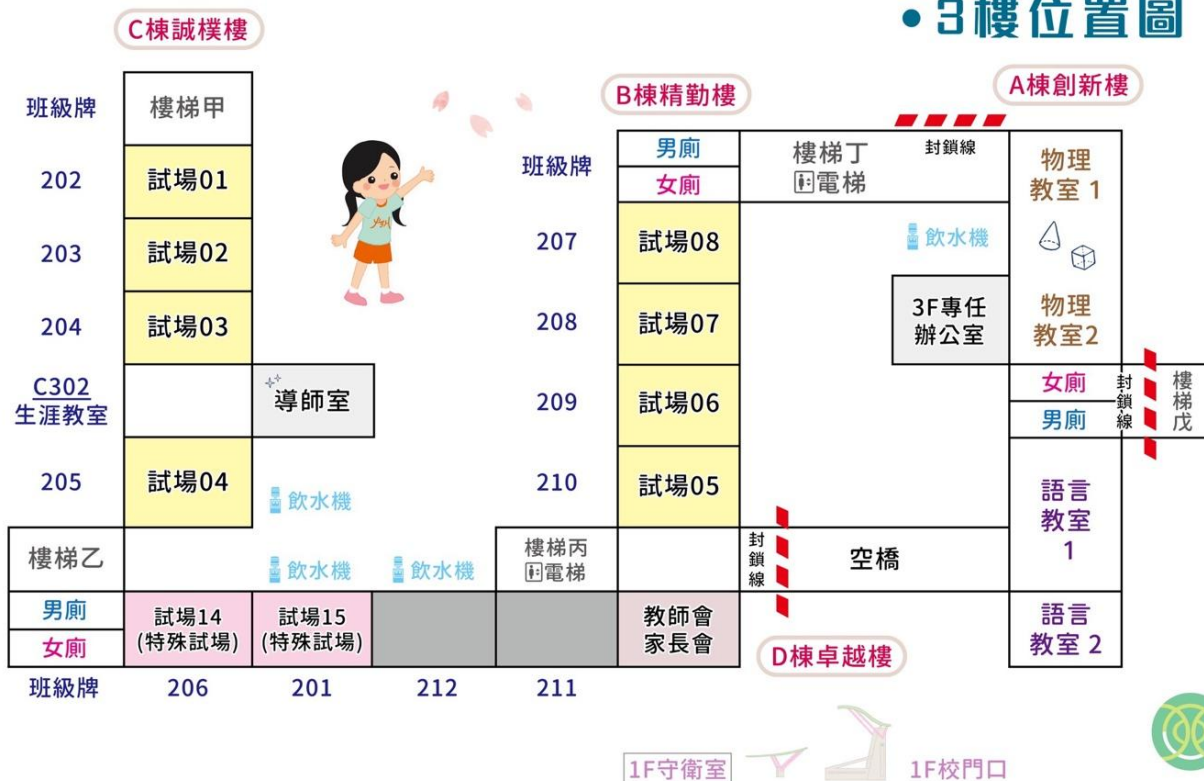 •3樓位置圖
C棟誠樸樓
班級牌
樓梯甲
202
試場01
203
試場02
204
試場03
C302
生涯教室
導師室
205
試場04
飲水機
樓梯乙
飲水機
飲水機
樓梯丙
電梯
男廁
女廁
試場14
(特殊試場)
試場15
(特殊試場)
班級牌
206
201
212
211
B棟精勤樓
班級牌
男廁
女廁
樓梯丁
電梯
封鎖線
207
試場08
飲水機
208
試場07
3F專任
辦公室
209
試場06
210
試場05
封鎖線
空橋
教師會
家長會
D棟卓越樓
A棟創新樓
物理
教室 1
物理
教室2
女廁
男廁
封鎖線
樓梯戊
語言
教室
1
語言
教室 2
1F守衛室
1F校門口